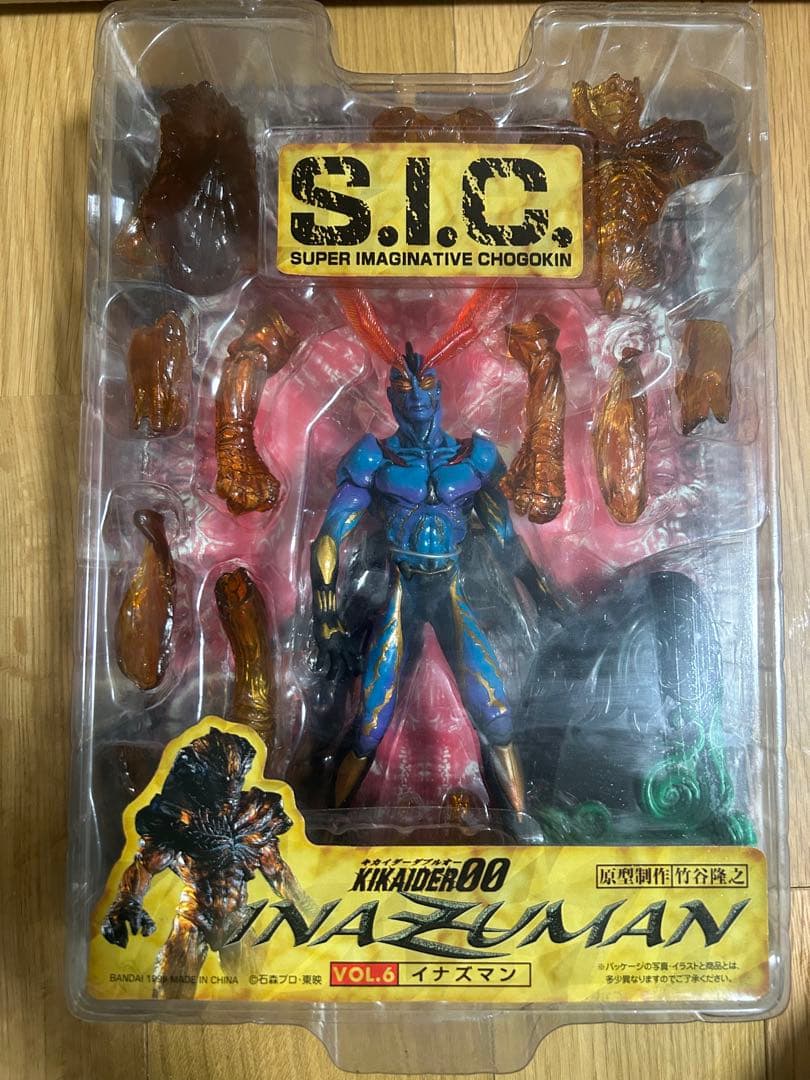 S.I.C.
SUPER IMAGINATIVE CHOGOKIN
キカイダーダブルオー
KIKAIDER00
原型制作 竹谷隆之
INAZUMAN
BANDAI 1999 MADE IN CHINA ©石森プロ・東映
VOL.6 イナズマン
※パッケージの写真・イラストと商品とは、
多少異なりますのでご了承ください。